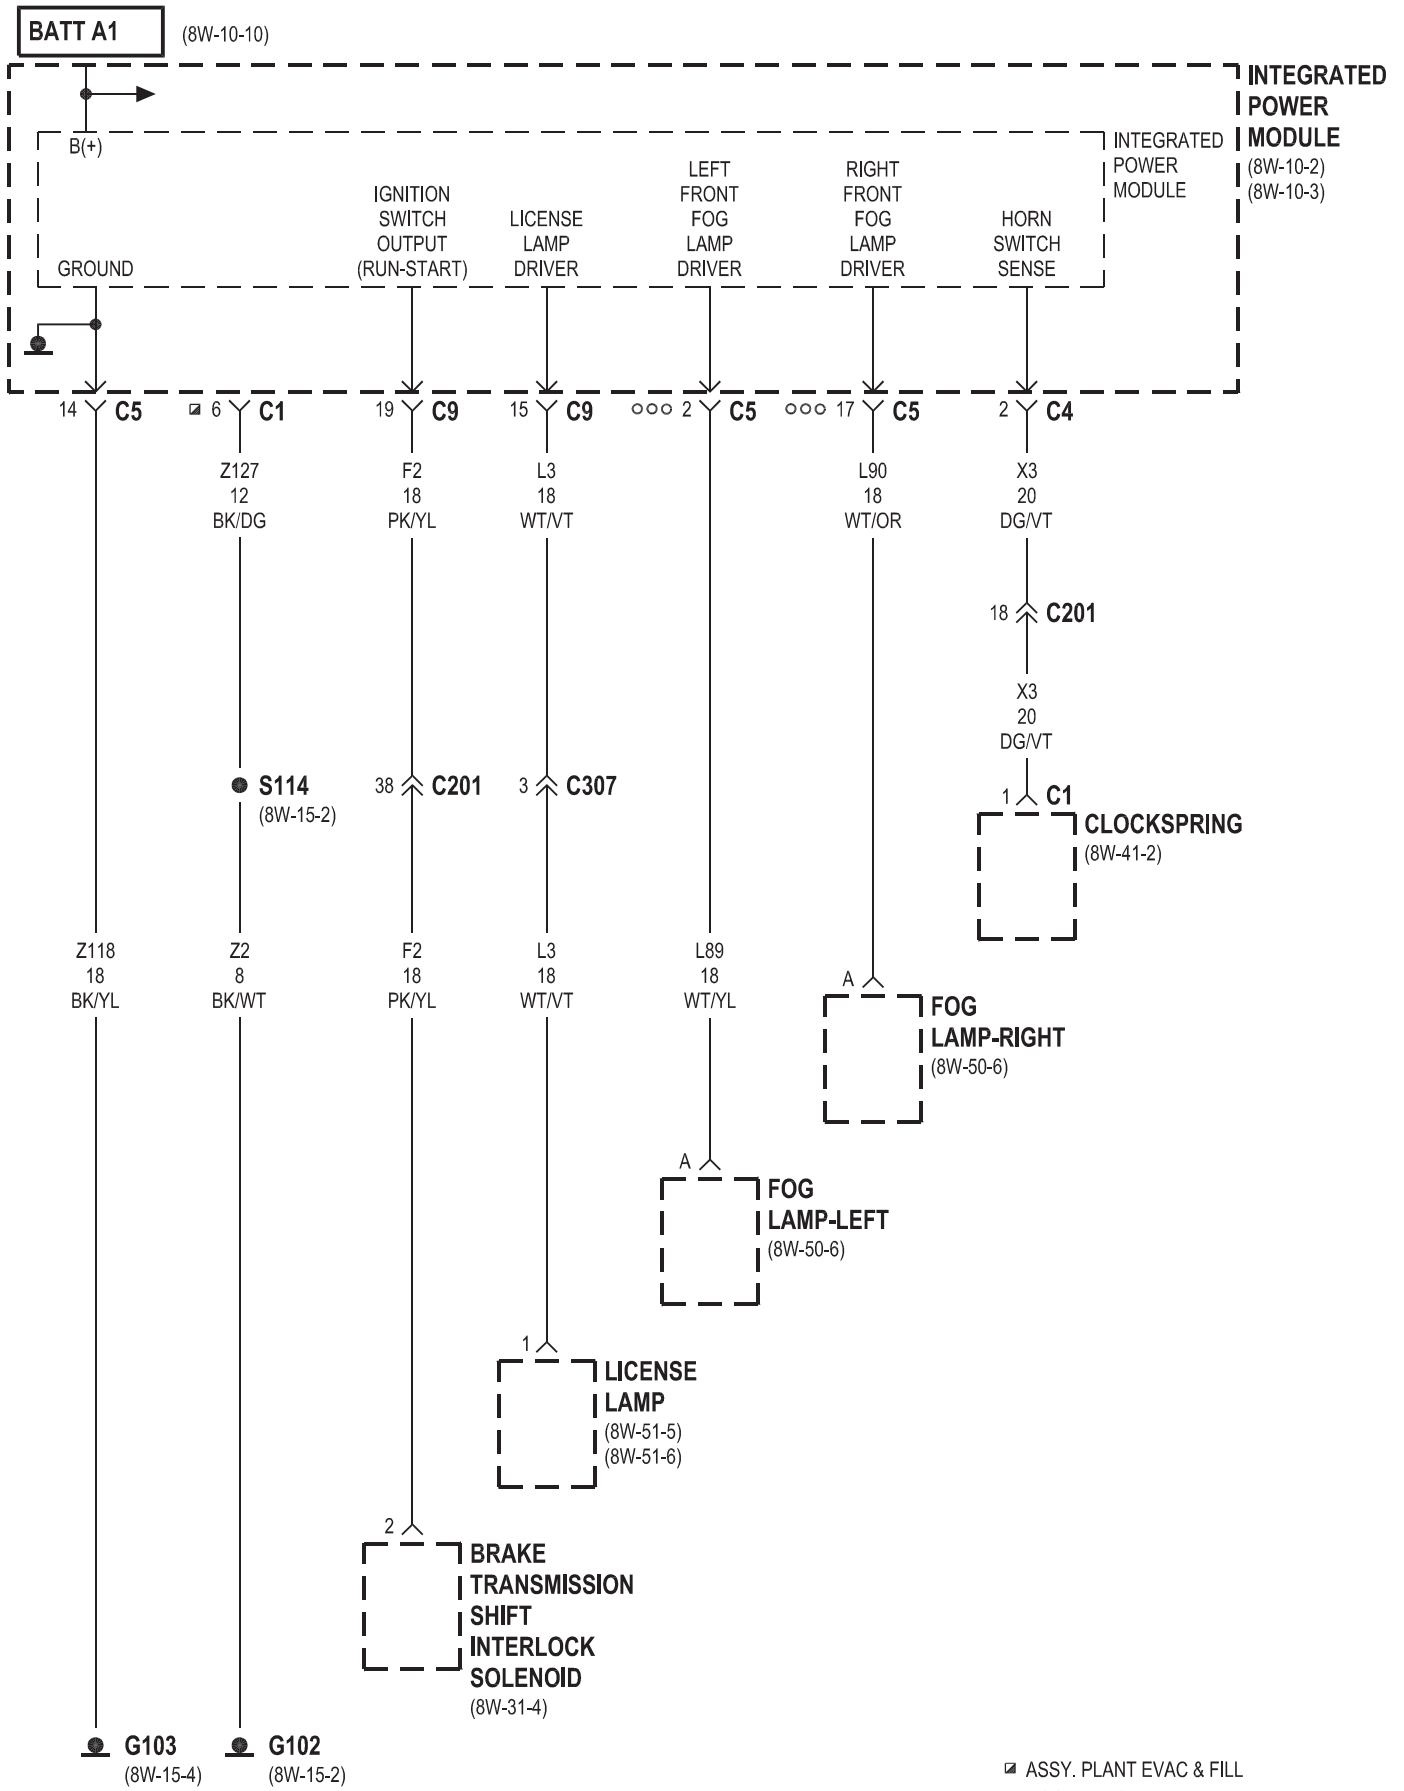 BATT A1 (8W-10-10)
INTEGRATED
POWER
MODULE
(8W-10-2)
(8W-10-3)
B(+)
INTEGRATED
POWER
MODULE
GROUND
IGNITION
SWITCH
OUTPUT
(RUN-START)
LICENSE
LAMP
DRIVER
LEFT
FRONT
FOG
LAMP
DRIVER
RIGHT
FRONT
FOG
LAMP
DRIVER
HORN
SWITCH
SENSE
14 C5
6 C1
19 C9
15 C9
2 C5
17 C5
2 C4
Z127
12
BK/DG
F2
18
PK/YL
L3
18
WT/VT
L90
18
WT/OR
X3
20
DG/VT
18 C201
X3
20
DG/VT
S114
(8W-15-2)
38 C201
3 C307
1 C1
CLOCKSPRING
(8W-41-2)
Z118
18
BK/YL
Z2
8
BK/WT
F2
18
PK/YL
L3
18
WT/VT
L89
18
WT/YL
A
FOG
LAMP-RIGHT
(8W-50-6)
A
FOG
LAMP-LEFT
(8W-50-6)
1
LICENSE
LAMP
(8W-51-5)
(8W-51-6)
2
BRAKE
TRANSMISSION
SHIFT
INTERLOCK
SOLENOID
(8W-31-4)
G103
(8W-15-4)
G102
(8W-15-2)
ASSY. PLANT EVAC & FILL